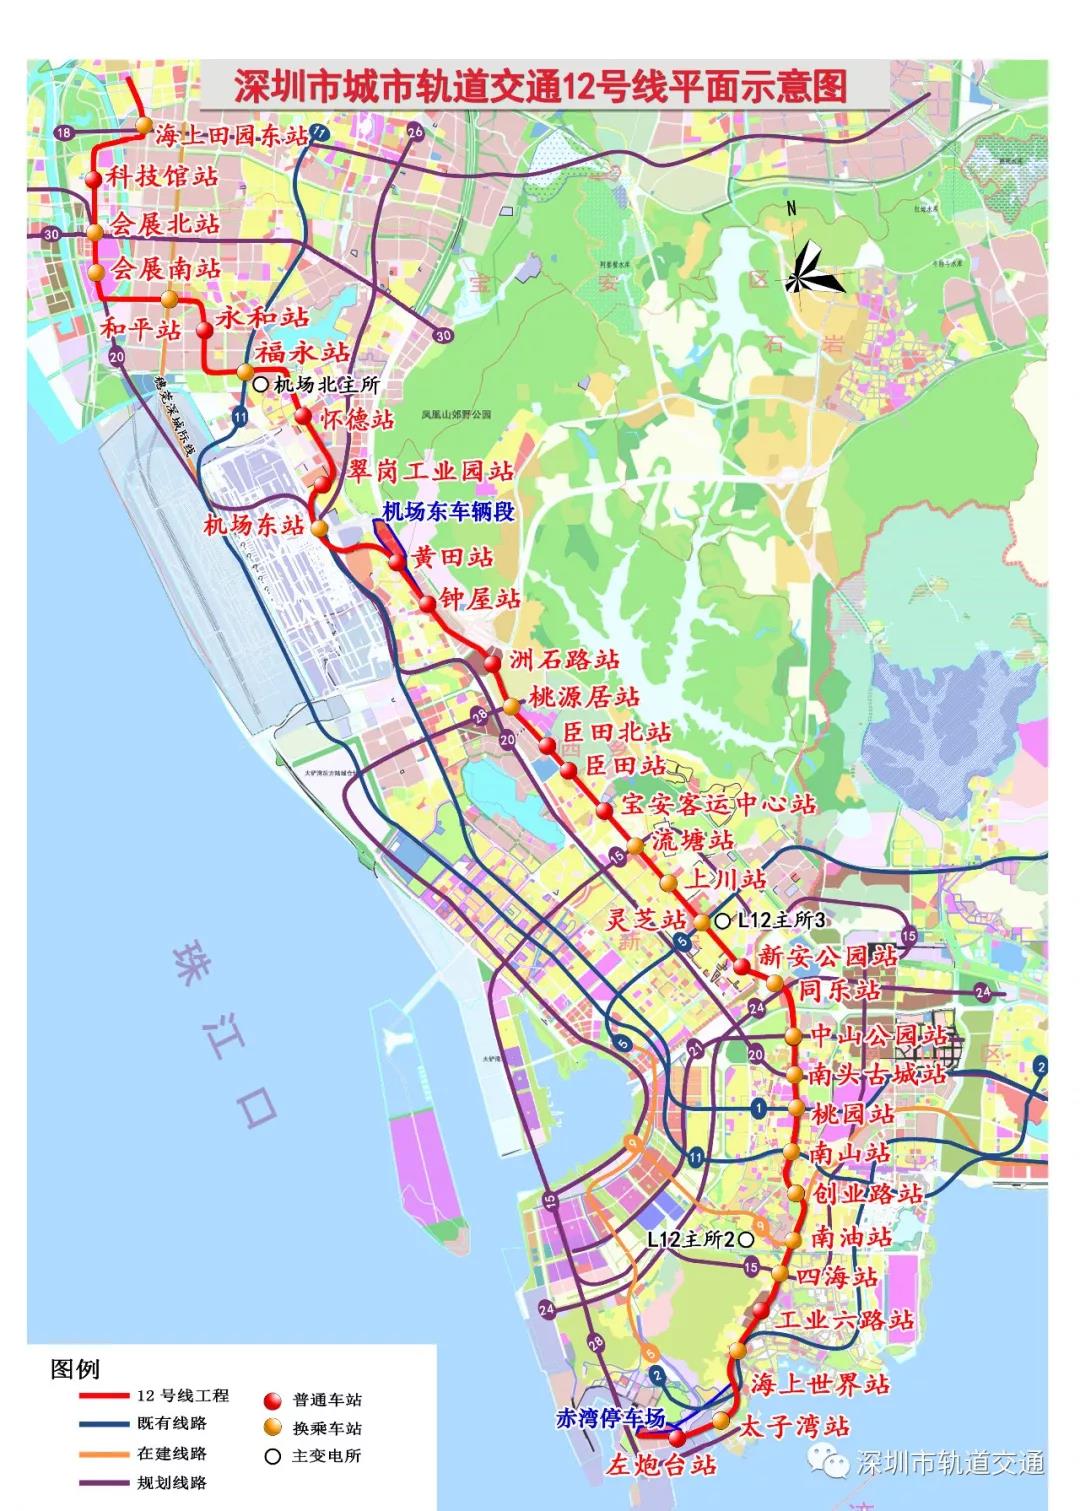 深圳市城市轨道交通12号线平面示意图
18
海上田园东站
11
26
科技馆站
N
会展北站
30
会展南站
宝
安
区
和平站
永和站
30
石
岩
20
福永站
机场北主所
穗莞深城际线
11
怀德站
凤凰山郊野公园
翠岗工业园站
机场东车辆段
机场东站
黄田站
钟屋站
洲石路站
桃源居站
28
20
臣田北站
西
乡
臣田站
宝安客运中心站
流塘站
15
上川站
灵芝站
L12主所3
15
新
5
新安公园站
同乐站
24
24
珠
江
口
中山公园站
5
21
20
区
2
南头古城站
1
桃园站
9
11
南山站
15
创业路站
9
L12主所2
南油站
15
四海站
24
工业六路站
28
5
2
海上世界站
赤湾停车场
太子湾站
左炮台站
图例
12号线工程
普通车站
既有线路
换乘车站
在建线路
主变电所
规划线路
深圳市轨道交通
湾